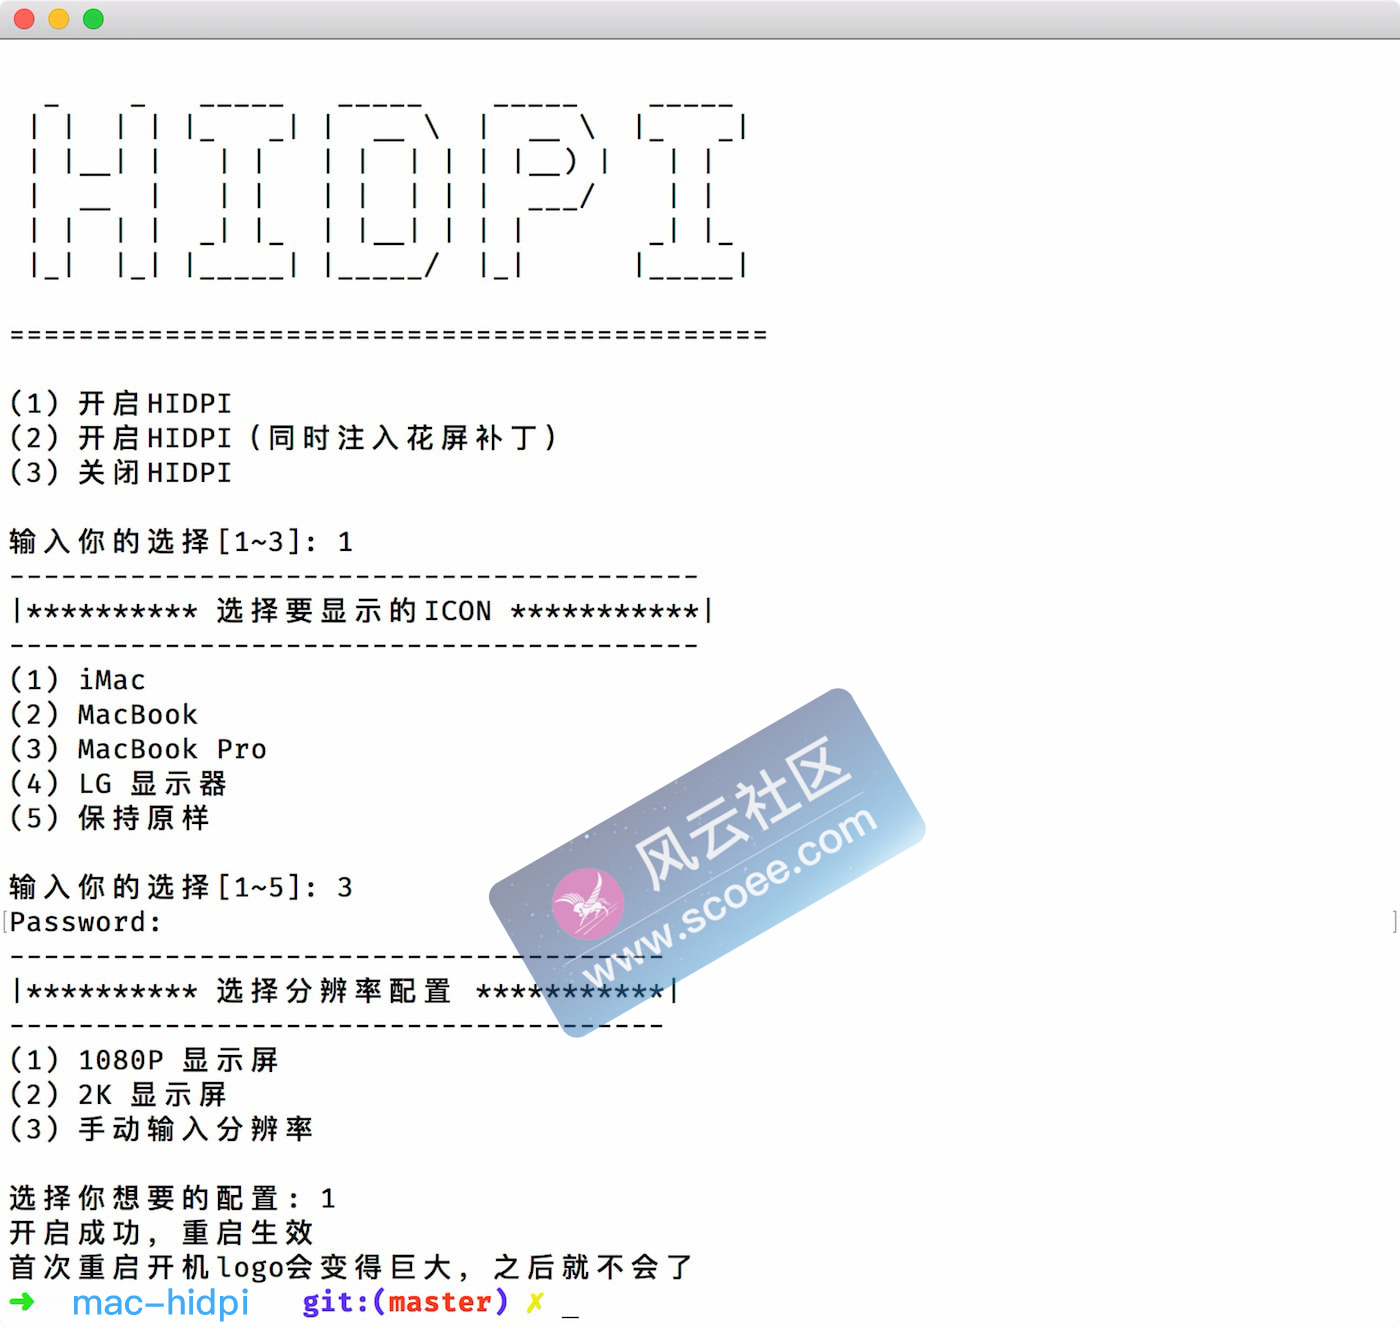 HIDPI
============================================
(1) 开启HIDPI
(2) 开启HIDPI（同时注入花屏补丁）
(3) 关闭HIDPI
输入你的选择[1~3]: 1
----------------------------------------
|********** 选择要显示的ICON ***********|
----------------------------------------
(1) iMac
(2) MacBook
(3) MacBook Pro
(4) LG 显示器
(5) 保持原样
输入你的选择[1~5]: 3
Password:
--------------------------------------
|********** 选择分辨率配置 ***********|
--------------------------------------
(1) 1080P 显示屏
(2) 2K 显示屏
(3) 手动输入分辨率
选择你想要的配置: 1
开启成功，重启生效
首次重启开机logo会变得巨大，之后就不会了
➜ mac-hidpi git:(master) ✗ _
风云社区
www.scoee.com